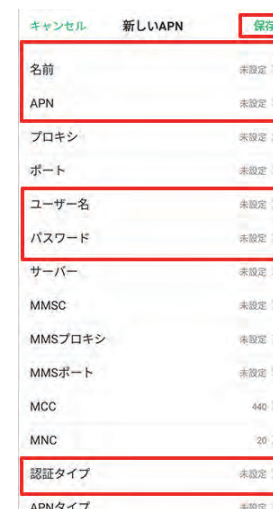 キャンセル 新しいAPN 保存
名前 未設定
APN 未設定
プロキシ 未設定
ポート 未設定
ユーザー名 未設定
パスワード 未設定
サーバー 未設定
MMSC 未設定
MMSプロキシ 未設定
MMSポート 未設定
MCC 440
MNC 20
認証タイプ 未設定
APNタイプ 未設定